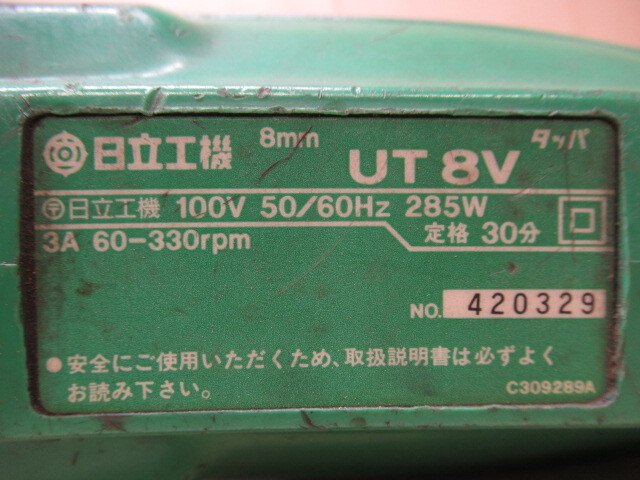 日立工機 8mm UT 8V タッパ
〒日立工機 100V 50/60Hz 285W
3A 60-330rpm 定格 30分
NO. 420329
●安全にご使用いただくため、取扱説明書は必ずよく
お読み下さい。 C309289A